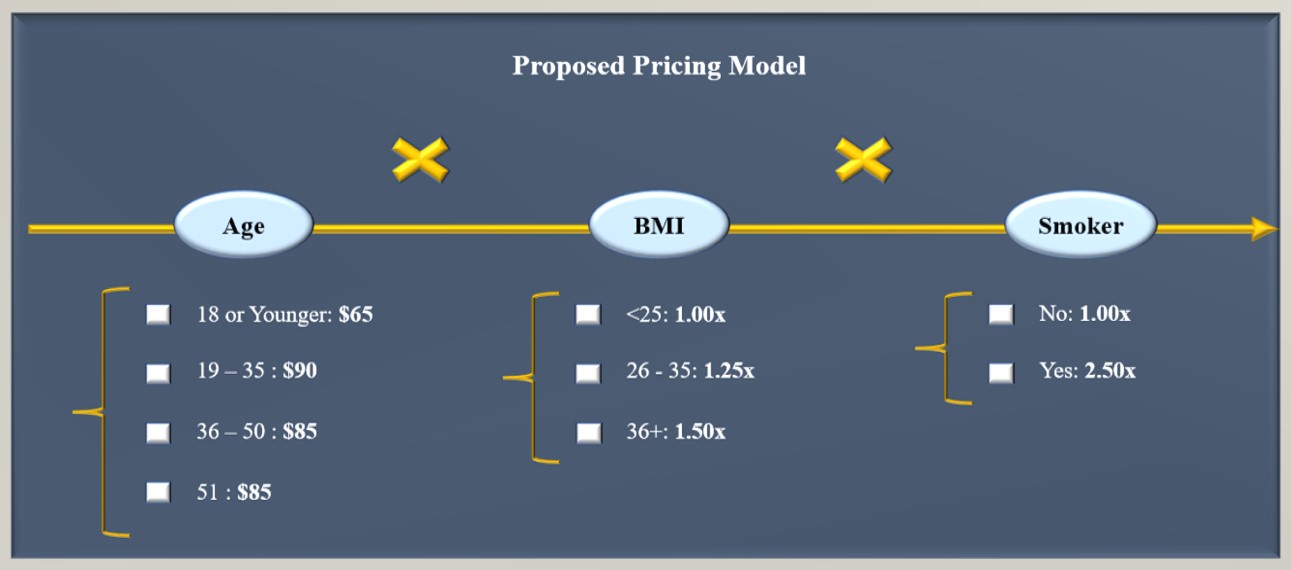 Proposed Pricing Model
Age
BMI
Smoker
18 or Younger: $65
19 – 35 : $90
36 – 50 : $85
51 : $85
<25: 1.00x
26 - 35: 1.25x
36+: 1.50x
No: 1.00x
Yes: 2.50x